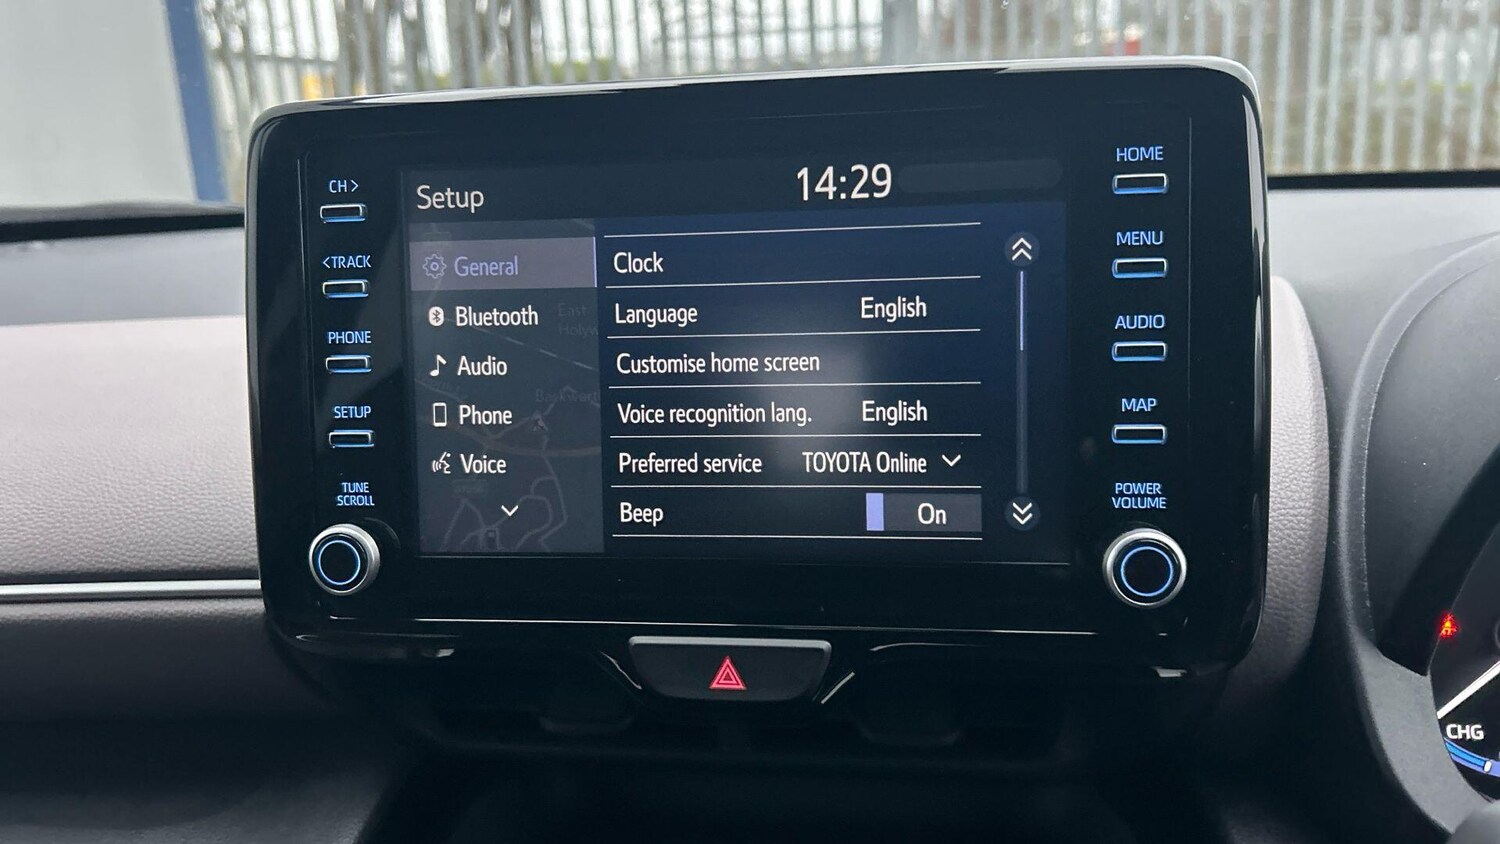 Setup
14:29
General
Bluetooth
Audio
Phone
Voice
Clock
Language English
Customise home screen
Voice recognition lang. English
Preferred service TOYOTA Online
Beep On
CH >
< TRACK
PHONE
SETUP
TUNE
SCROLL
HOME
MENU
AUDIO
MAP
POWER
VOLUME
CHG